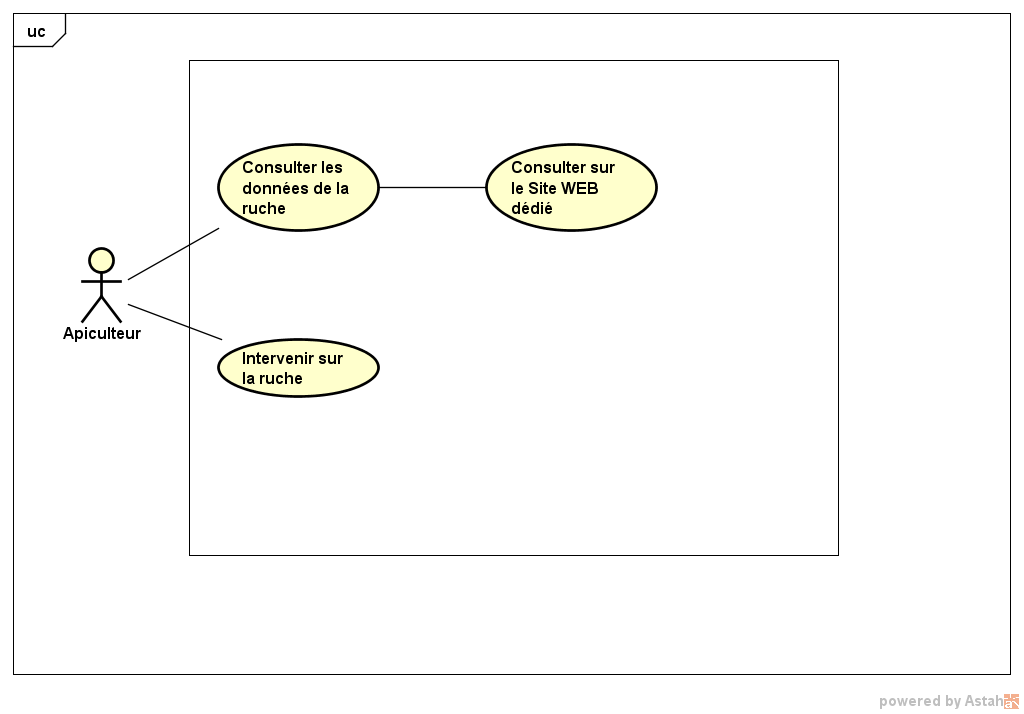 uc
Consulter les
données de la
ruche
Consulter sur
le Site WEB
dédié
Apiculteur
Intervenir sur
la ruche
powered by Astah